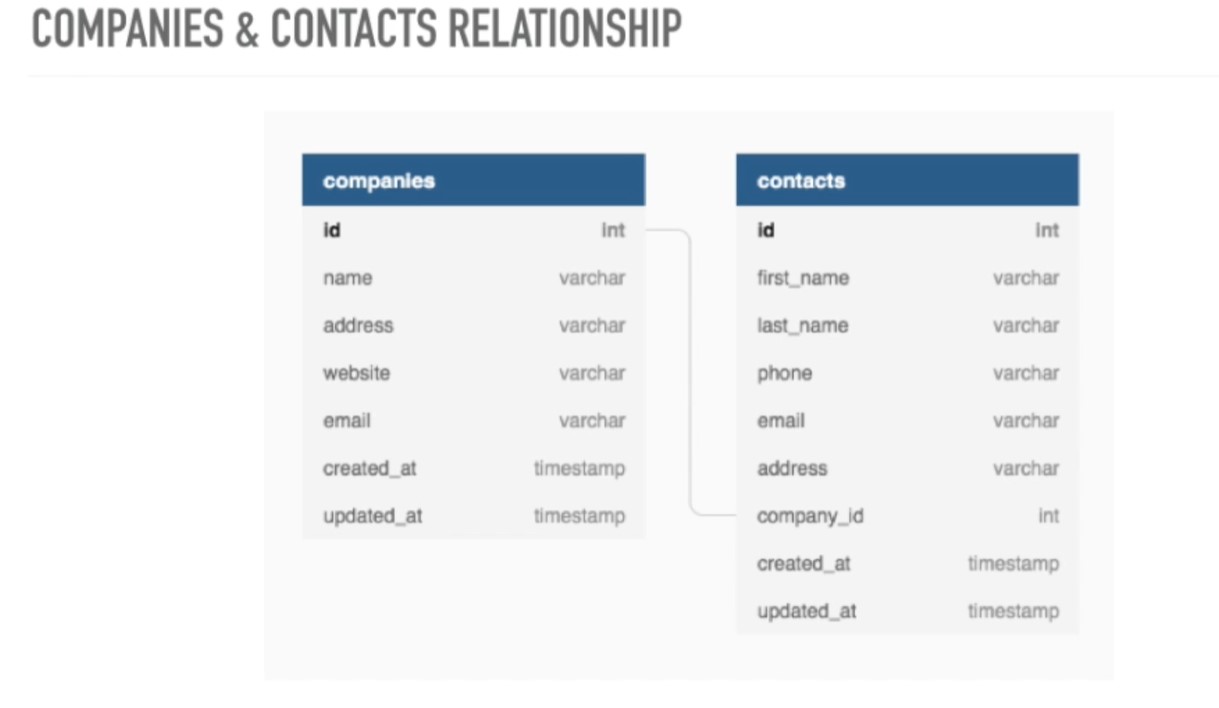 COMPANIES & CONTACTS RELATIONSHIP
companies
id int
name varchar
address varchar
website varchar
email varchar
created_at timestamp
updated_at timestamp
contacts
id int
first_name varchar
last_name varchar
phone varchar
email varchar
address varchar
company_id int
created_at timestamp
updated_at timestamp